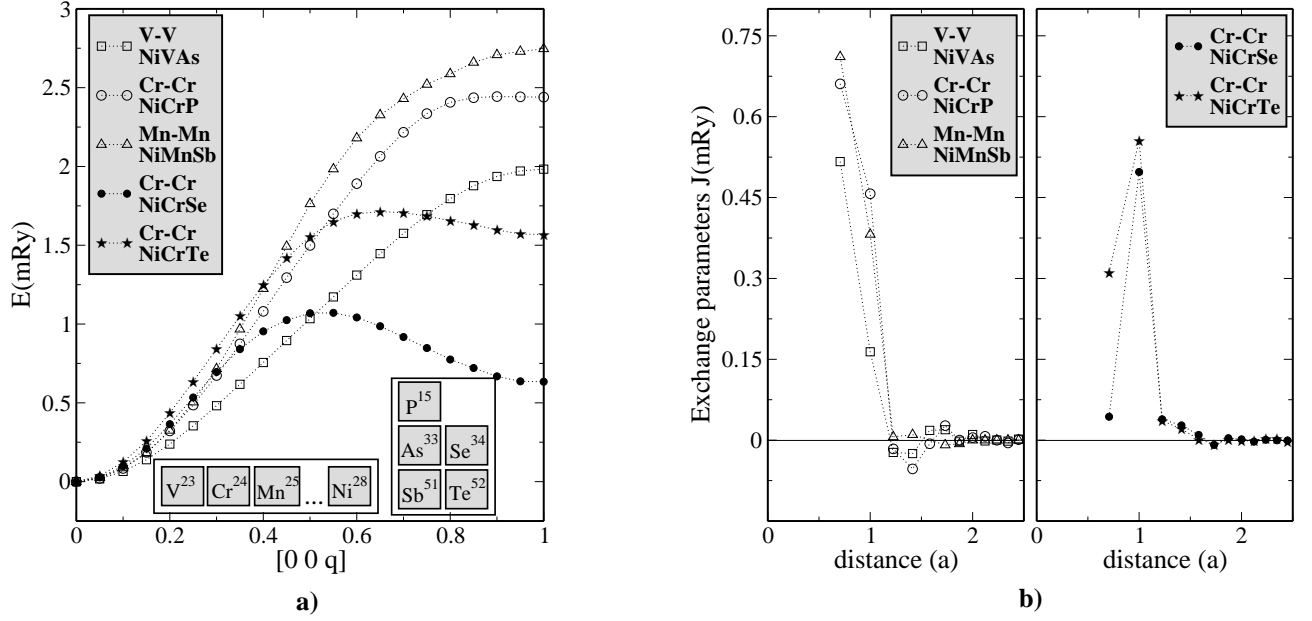 3
2.5
2
1.5
1
0.5
0
E(mRy)
V-V
NiVAs
Cr-Cr
NiCrP
Mn-Mn
NiMnSb
Cr-Cr
NiCrSe
Cr-Cr
NiCrTe
P15
As33 Se34
Sb51 Te52
V23 Cr24 Mn25 ... Ni28
0 0.2 0.4 0.6 0.8 1
[0 0 q]
a)
0.75
0.6
0.45
0.3
0.15
0
Exchange parameters J(mRy)
V-V
NiVAs
Cr-Cr
NiCrP
Mn-Mn
NiMnSb
0 1 2
distance (a)
Cr-Cr
NiCrSe
Cr-Cr
NiCrTe
0 1 2
distance (a)
b)